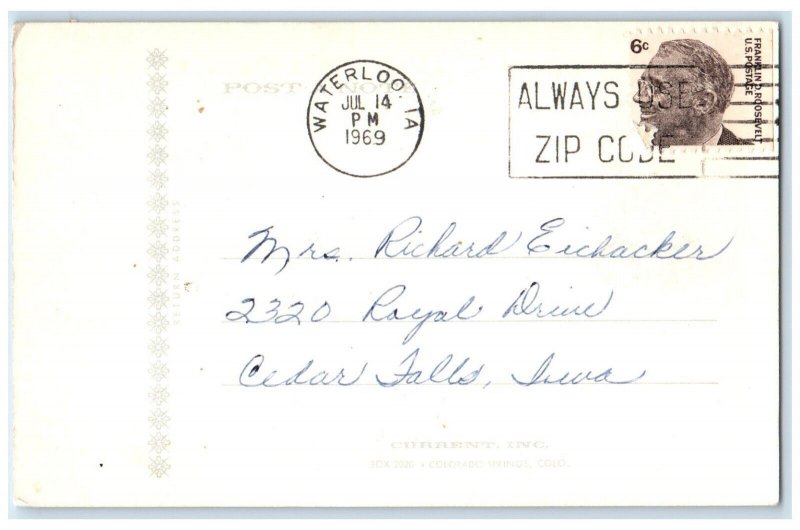 POST-A-NOTE
WATERLOO, IA
JUL 14
PM
1969
ALWAYS USE
ZIP CODE
6c
FRANKLIN D. ROOSEVELT
U.S. POSTAGE
RETURN ADDRESS
Mrs. Richard Eichacker
2320 Royal Drive
Cedar Falls, Iowa
CURRENT, INC.
BOX 2020 • COLORADO SPRINGS, COLO.